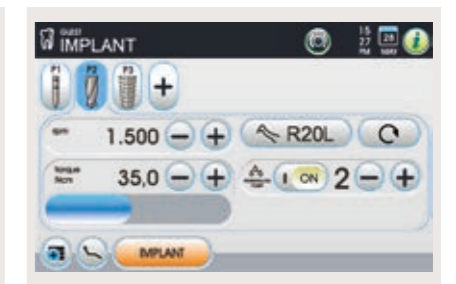 GUEST
IMPLANT
15
27
PM
28
P1
P2
P3
+
rpm
1.500 - +
R20L
torque
Ncm
35,0 - +
I ON
2 - +
IMPLANT